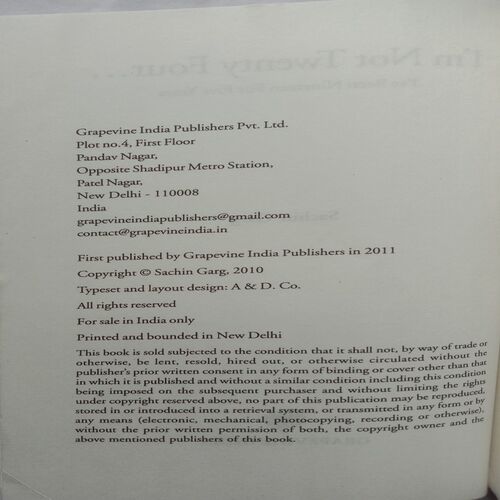 I'm Not Twenty Four...
Grapevine India Publishers Pvt. Ltd.
Plot no.4, First Floor
Pandav Nagar,
Opposite Shadipur Metro Station,
Patel Nagar,
New Delhi - 110008
India
grapevineindiapublishers@gmail.com
contact@grapevineindia.in
First published by Grapevine India Publishers in 2011
Copyright © Sachin Garg, 2010
Typeset and layout design: A & D. Co.
All rights reserved
For sale in India only
Printed and bounded in New Delhi
This book is sold subjected to the condition that it shall not, by way of trade or
otherwise, be lent, resold, hired out, or otherwise circulated without the
publisher's prior written consent in any form of binding or cover other than that
in which it is published and without a similar condition including this condition
being imposed on the subsequent purchaser and without limiting the rights
under copyright reserved above, no part of this publication may be reproduced,
stored in or introduced into a retrieval system, or transmitted in any form or by
any means (electronic, mechanical, photocopying, recording or otherwise),
without the prior written permission of both, the copyright owner and the
above mentioned publishers of this book.